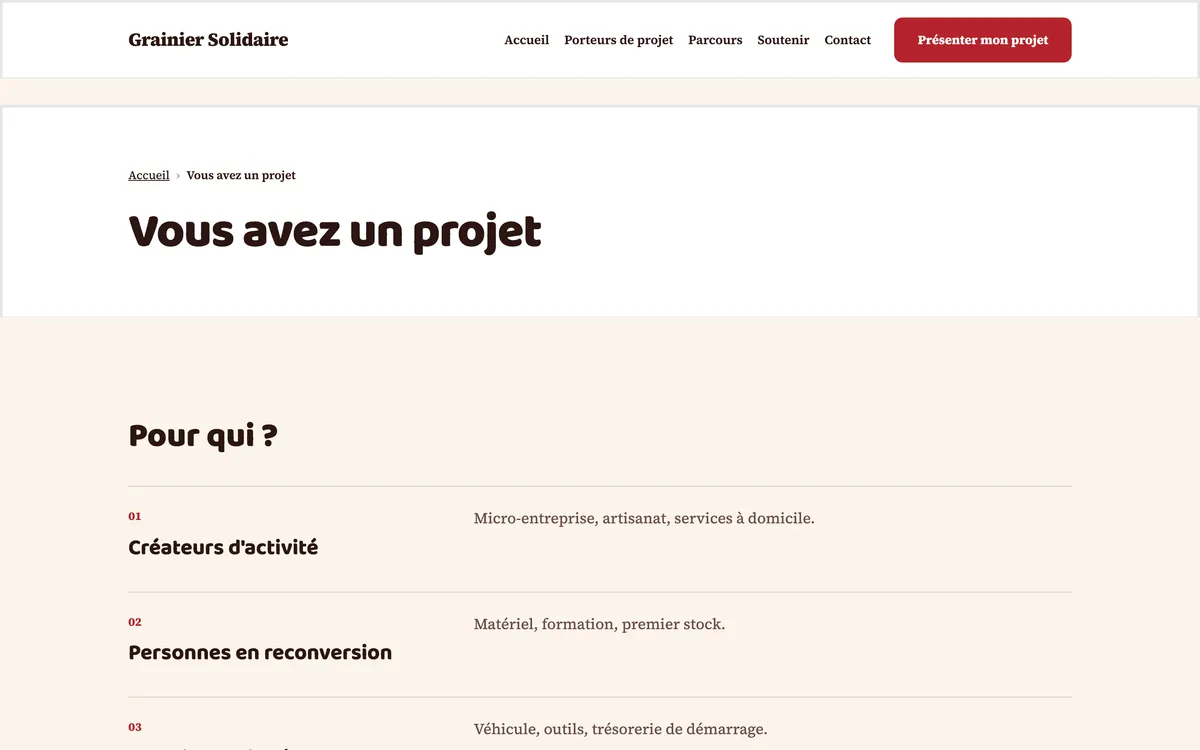 Grainier Solidaire
Accueil Porteurs de projet Parcours Soutenir Contact Présenter mon projet
Accueil › Vous avez un projet
Vous avez un projet
Pour qui ?
01
Créateurs d'activité
Micro-entreprise, artisanat, services à domicile.
02
Personnes en reconversion
Matériel, formation, premier stock.
03
Véhicule, outils, trésorerie de démarrage.